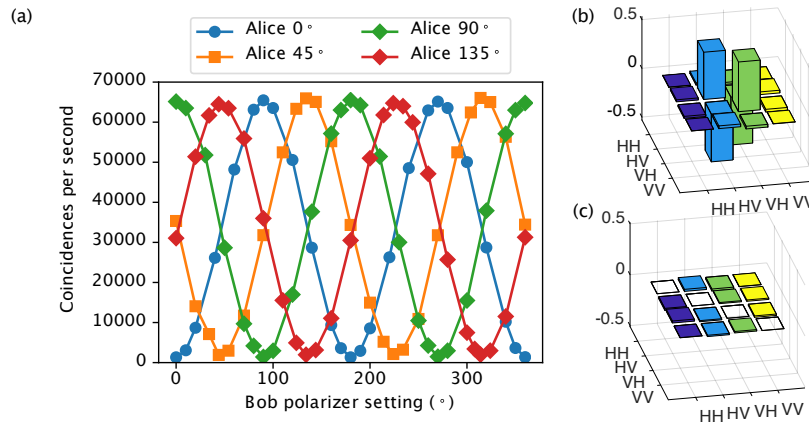 (a)
Alice 0° Alice 90°
Alice 45° Alice 135°
Coincidences per second
70000
60000
50000
40000
30000
20000
10000
0
0 100 200 300
Bob polarizer setting (°)
(b)
0.5
0
-0.5
HH
HV
VH
VV
HH HV VH VV
(c)
0.5
0
-0.5
HH
HV
VH
VV
HH HV VH VV